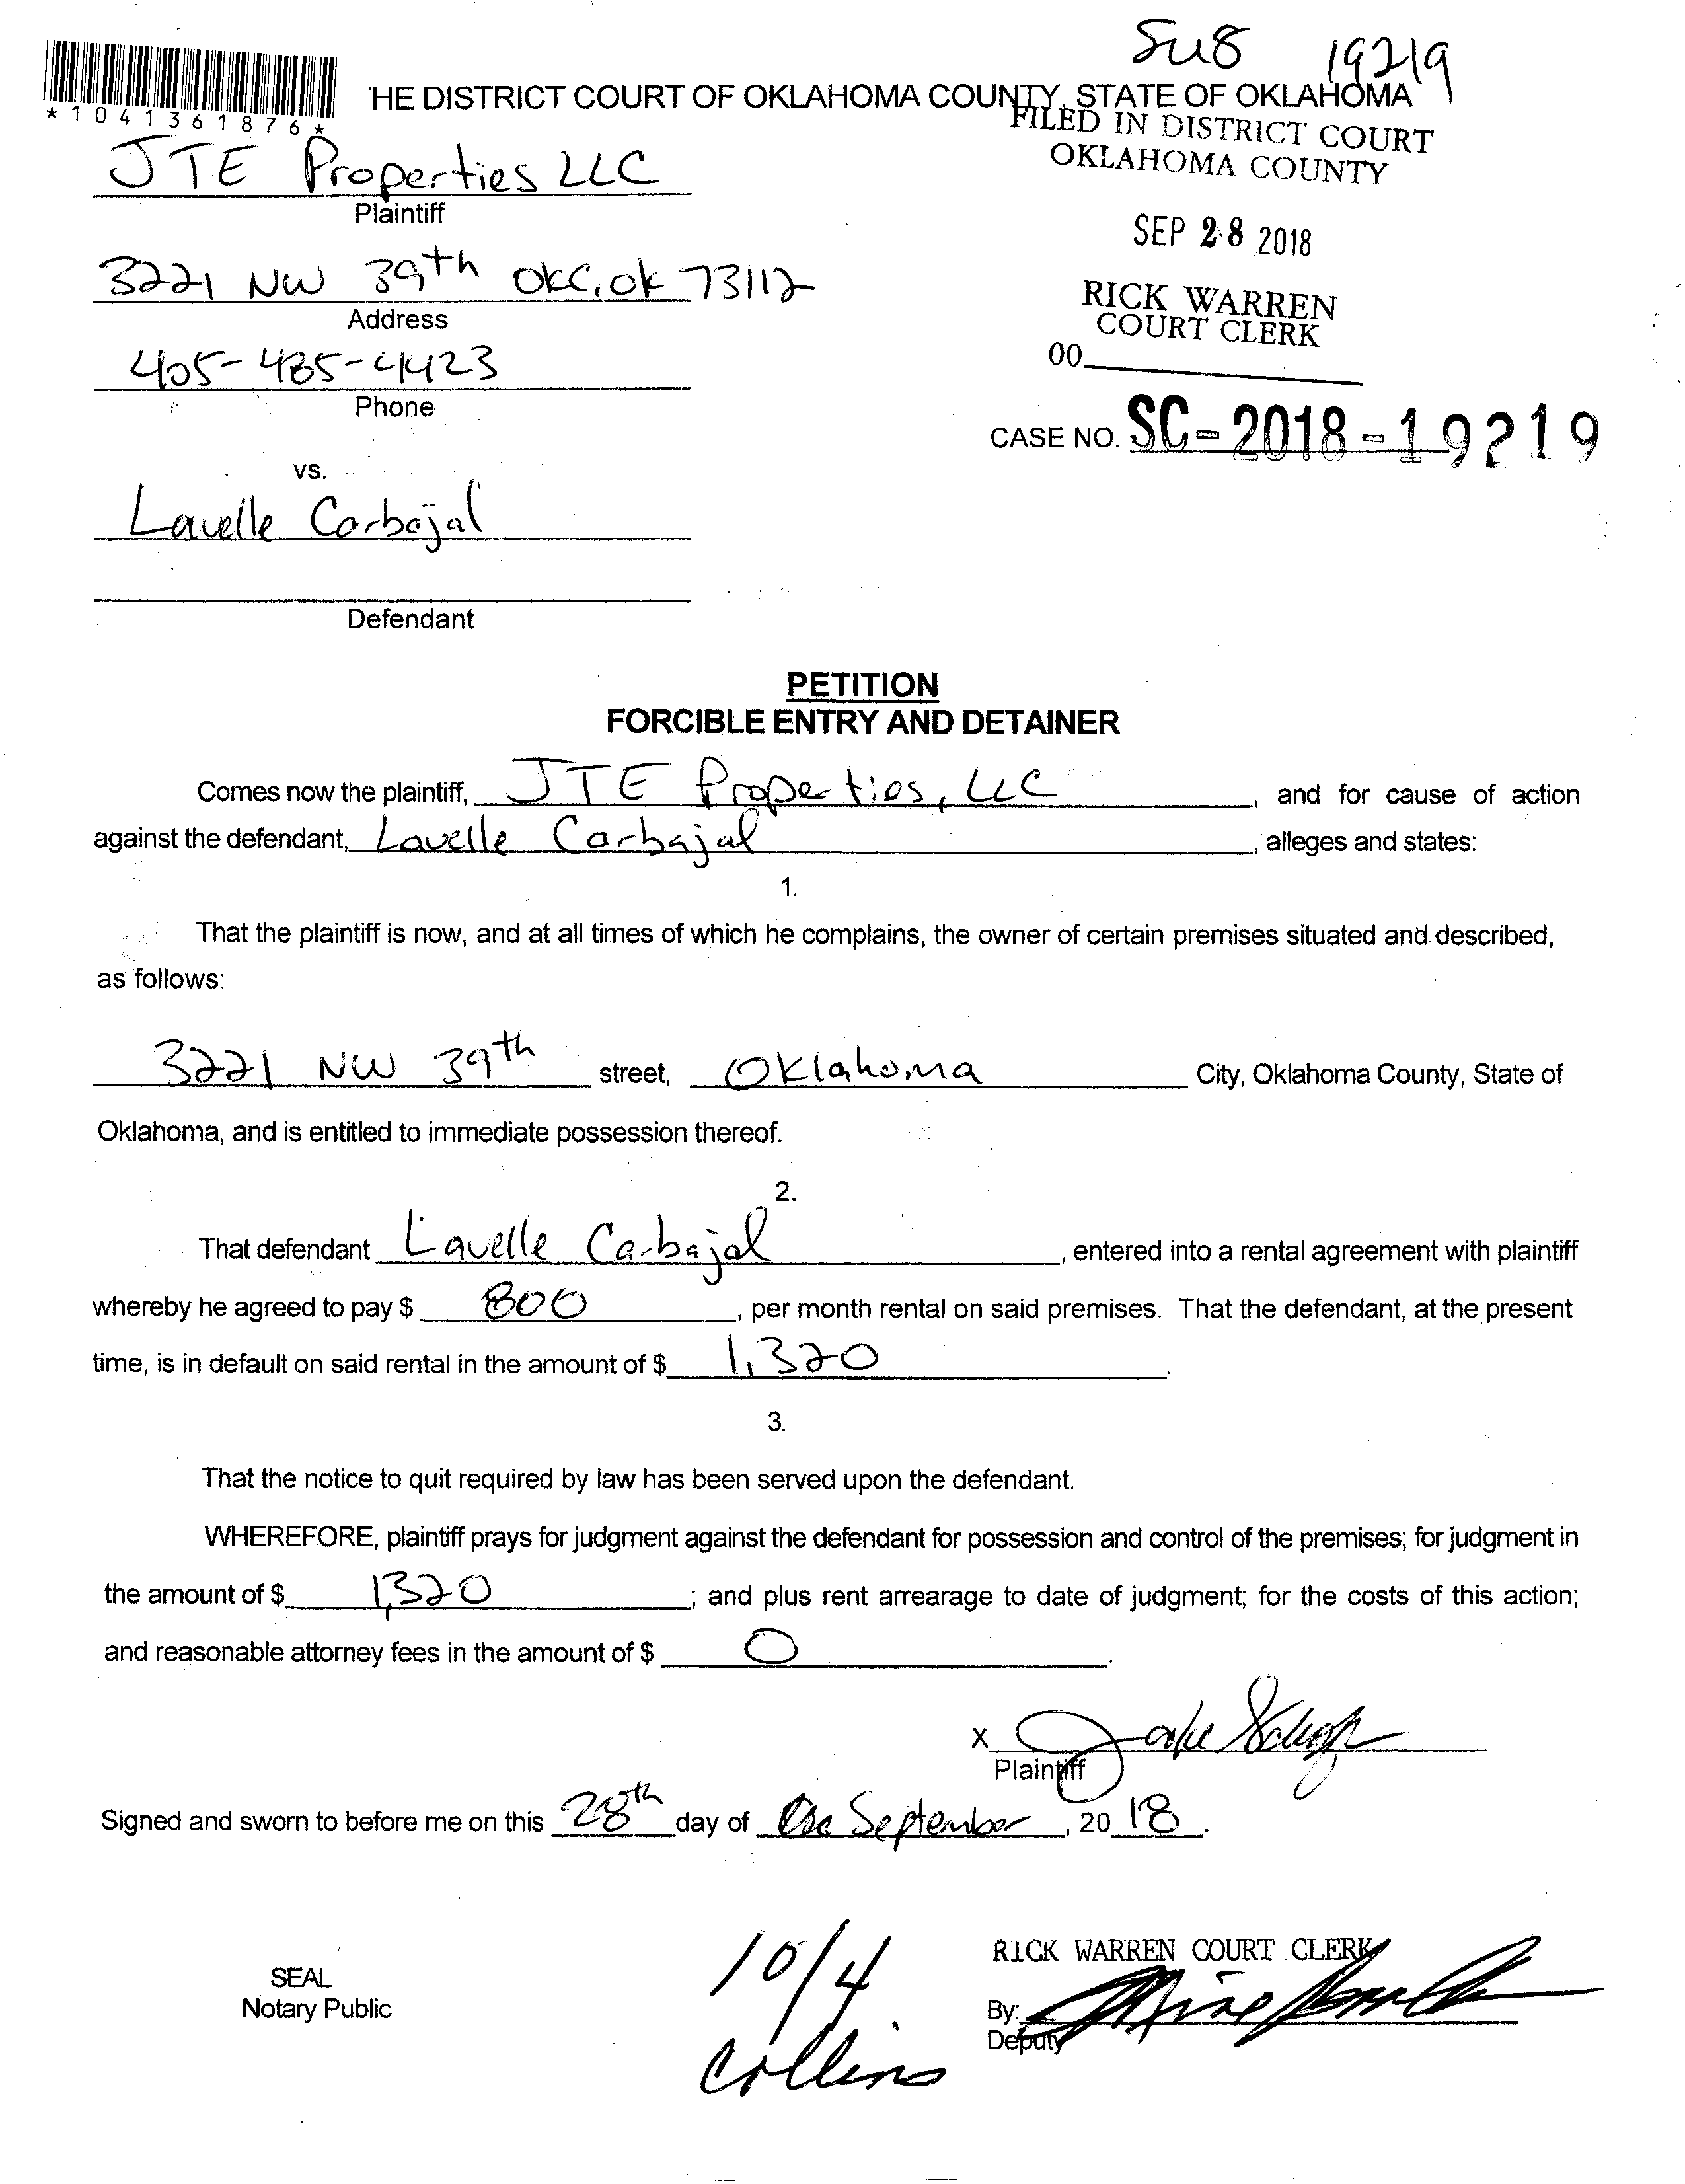 Su8 19219
HE DISTRICT COURT OF OKLAHOMA COUNTY, STATE OF OKLAHOMA
*1041361876*
FILED IN DISTRICT COURT
OKLAHOMA COUNTY
JTE Properties LLC
Plaintiff
SEP 28 2018
3221 NW 39th OKC, OK 73112
Address
RICK WARREN
COURT CLERK
405-485-4423
00
Phone
CASE NO. SC-2018-19219
vs.
Lavelle Carbajal
Defendant
PETITION
FORCIBLE ENTRY AND DETAINER
Comes now the plaintiff, JTE Properties, LLC, and for cause of action
against the defendant, Lavelle Carbajal, alleges and states:
1.
That the plaintiff is now, and at all times of which he complains, the owner of certain premises situated and described,
as follows:
3221 NW 39th street, Oklahoma City, Oklahoma County, State of
Oklahoma, and is entitled to immediate possession thereof.
2.
That defendant Lavelle Carbajal, entered into a rental agreement with plaintiff
whereby he agreed to pay $ 800, per month rental on said premises. That the defendant, at the present
time, is in default on said rental in the amount of $ 1,320.
3.
That the notice to quit required by law has been served upon the defendant.
WHEREFORE, plaintiff prays for judgment against the defendant for possession and control of the premises; for judgment in
the amount of $ 1,320; and plus rent arrearage to date of judgment; for the costs of this action;
and reasonable attorney fees in the amount of $ 0.
X Jake
Plaintiff
Signed and sworn to before me on this 28th day of September, 2018.
RICK WARREN COURT CLERK
SEAL
Notary Public
10/4
By:
Deputy
Collins